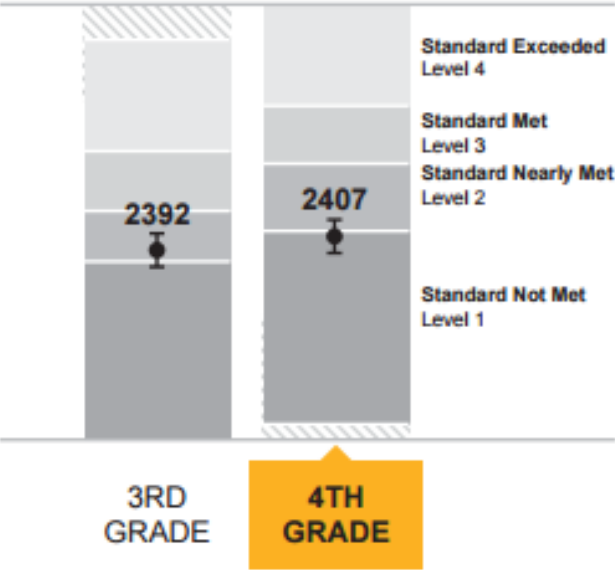 Standard Exceeded
Level 4
Standard Met
Level 3
Standard Nearly Met
Level 2
2392
2407
Standard Not Met
Level 1
3RD
GRADE
4TH
GRADE